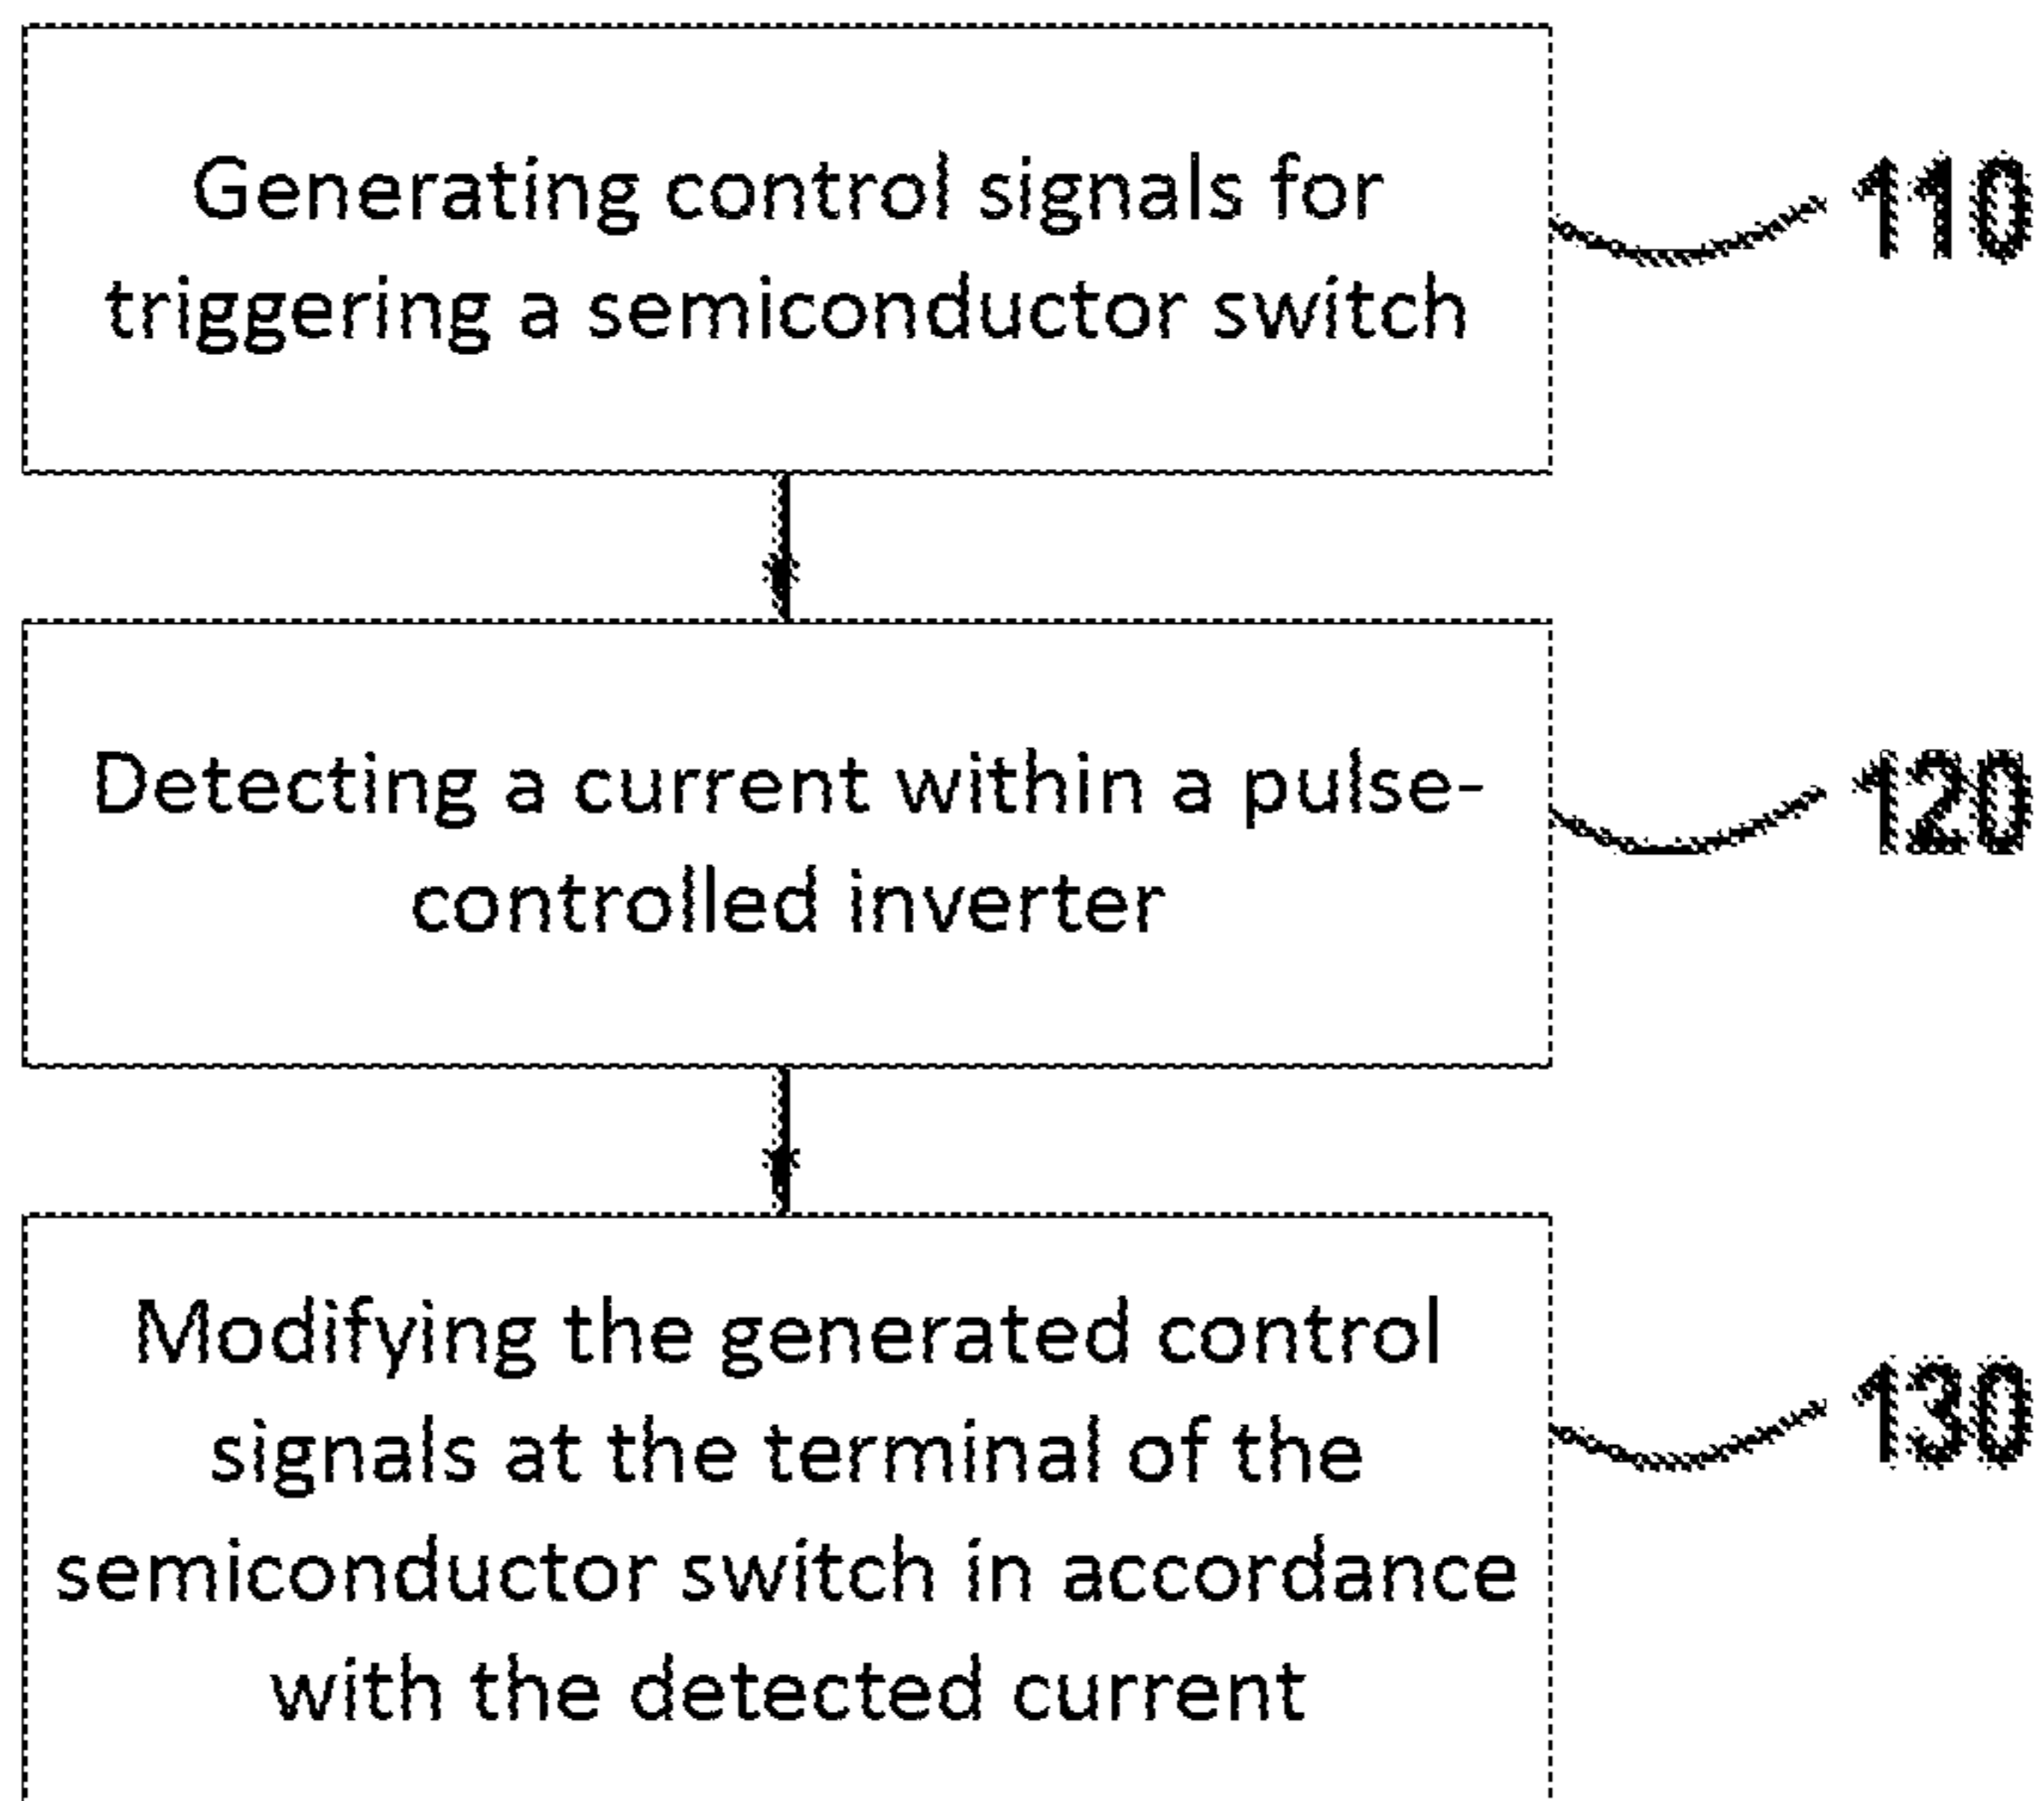 Generating control signals for
triggering a semiconductor switch
110
Detecting a current within a pulse-
controlled inverter
120
Modifying the generated control
signals at the terminal of the
semiconductor switch in accordance
with the detected current
130